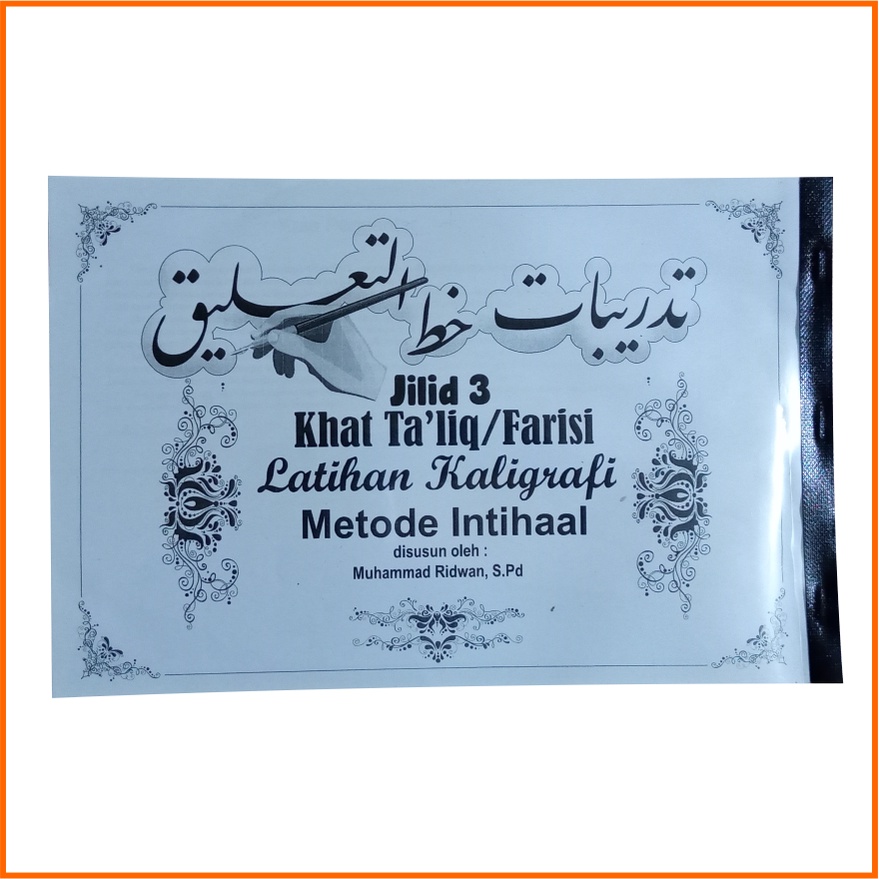 تدريبات خط التعليق
Jilid 3
Khat Ta'liq/Farisi
Latihan Kaligrafi
Metode Intihaal
disusun oleh :
Muhammad Ridwan, S.Pd